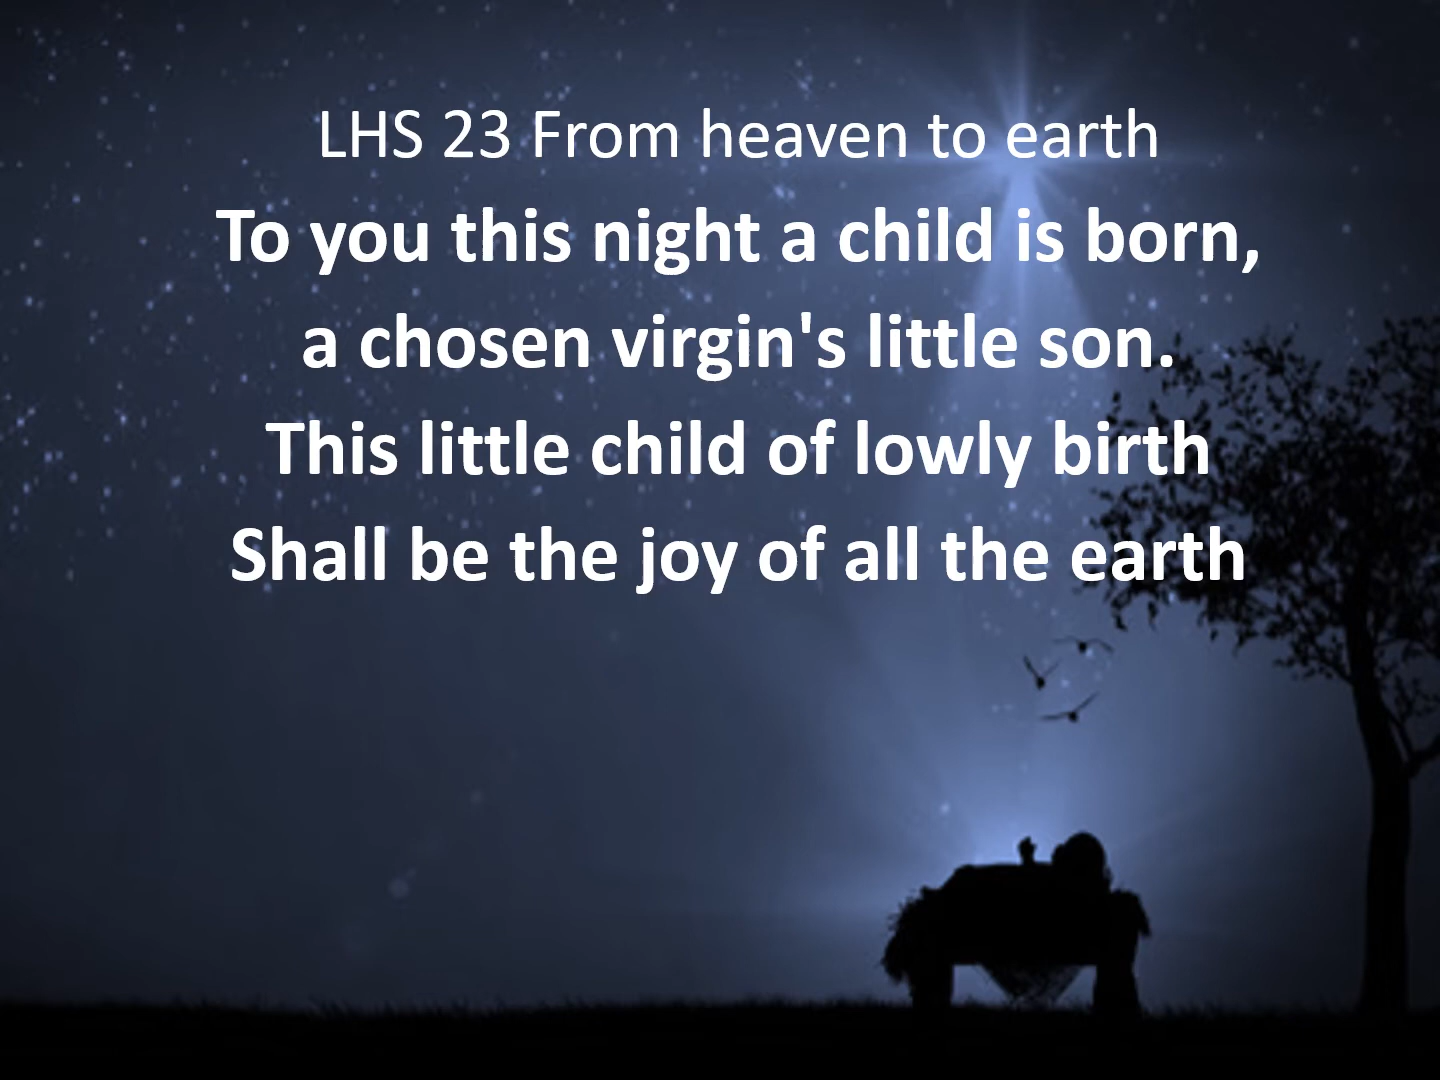 LHS 23 From heaven to earth
To you this night a child is born,
a chosen virgin's little son.
This little child of lowly birth
Shall be the joy of all the earth